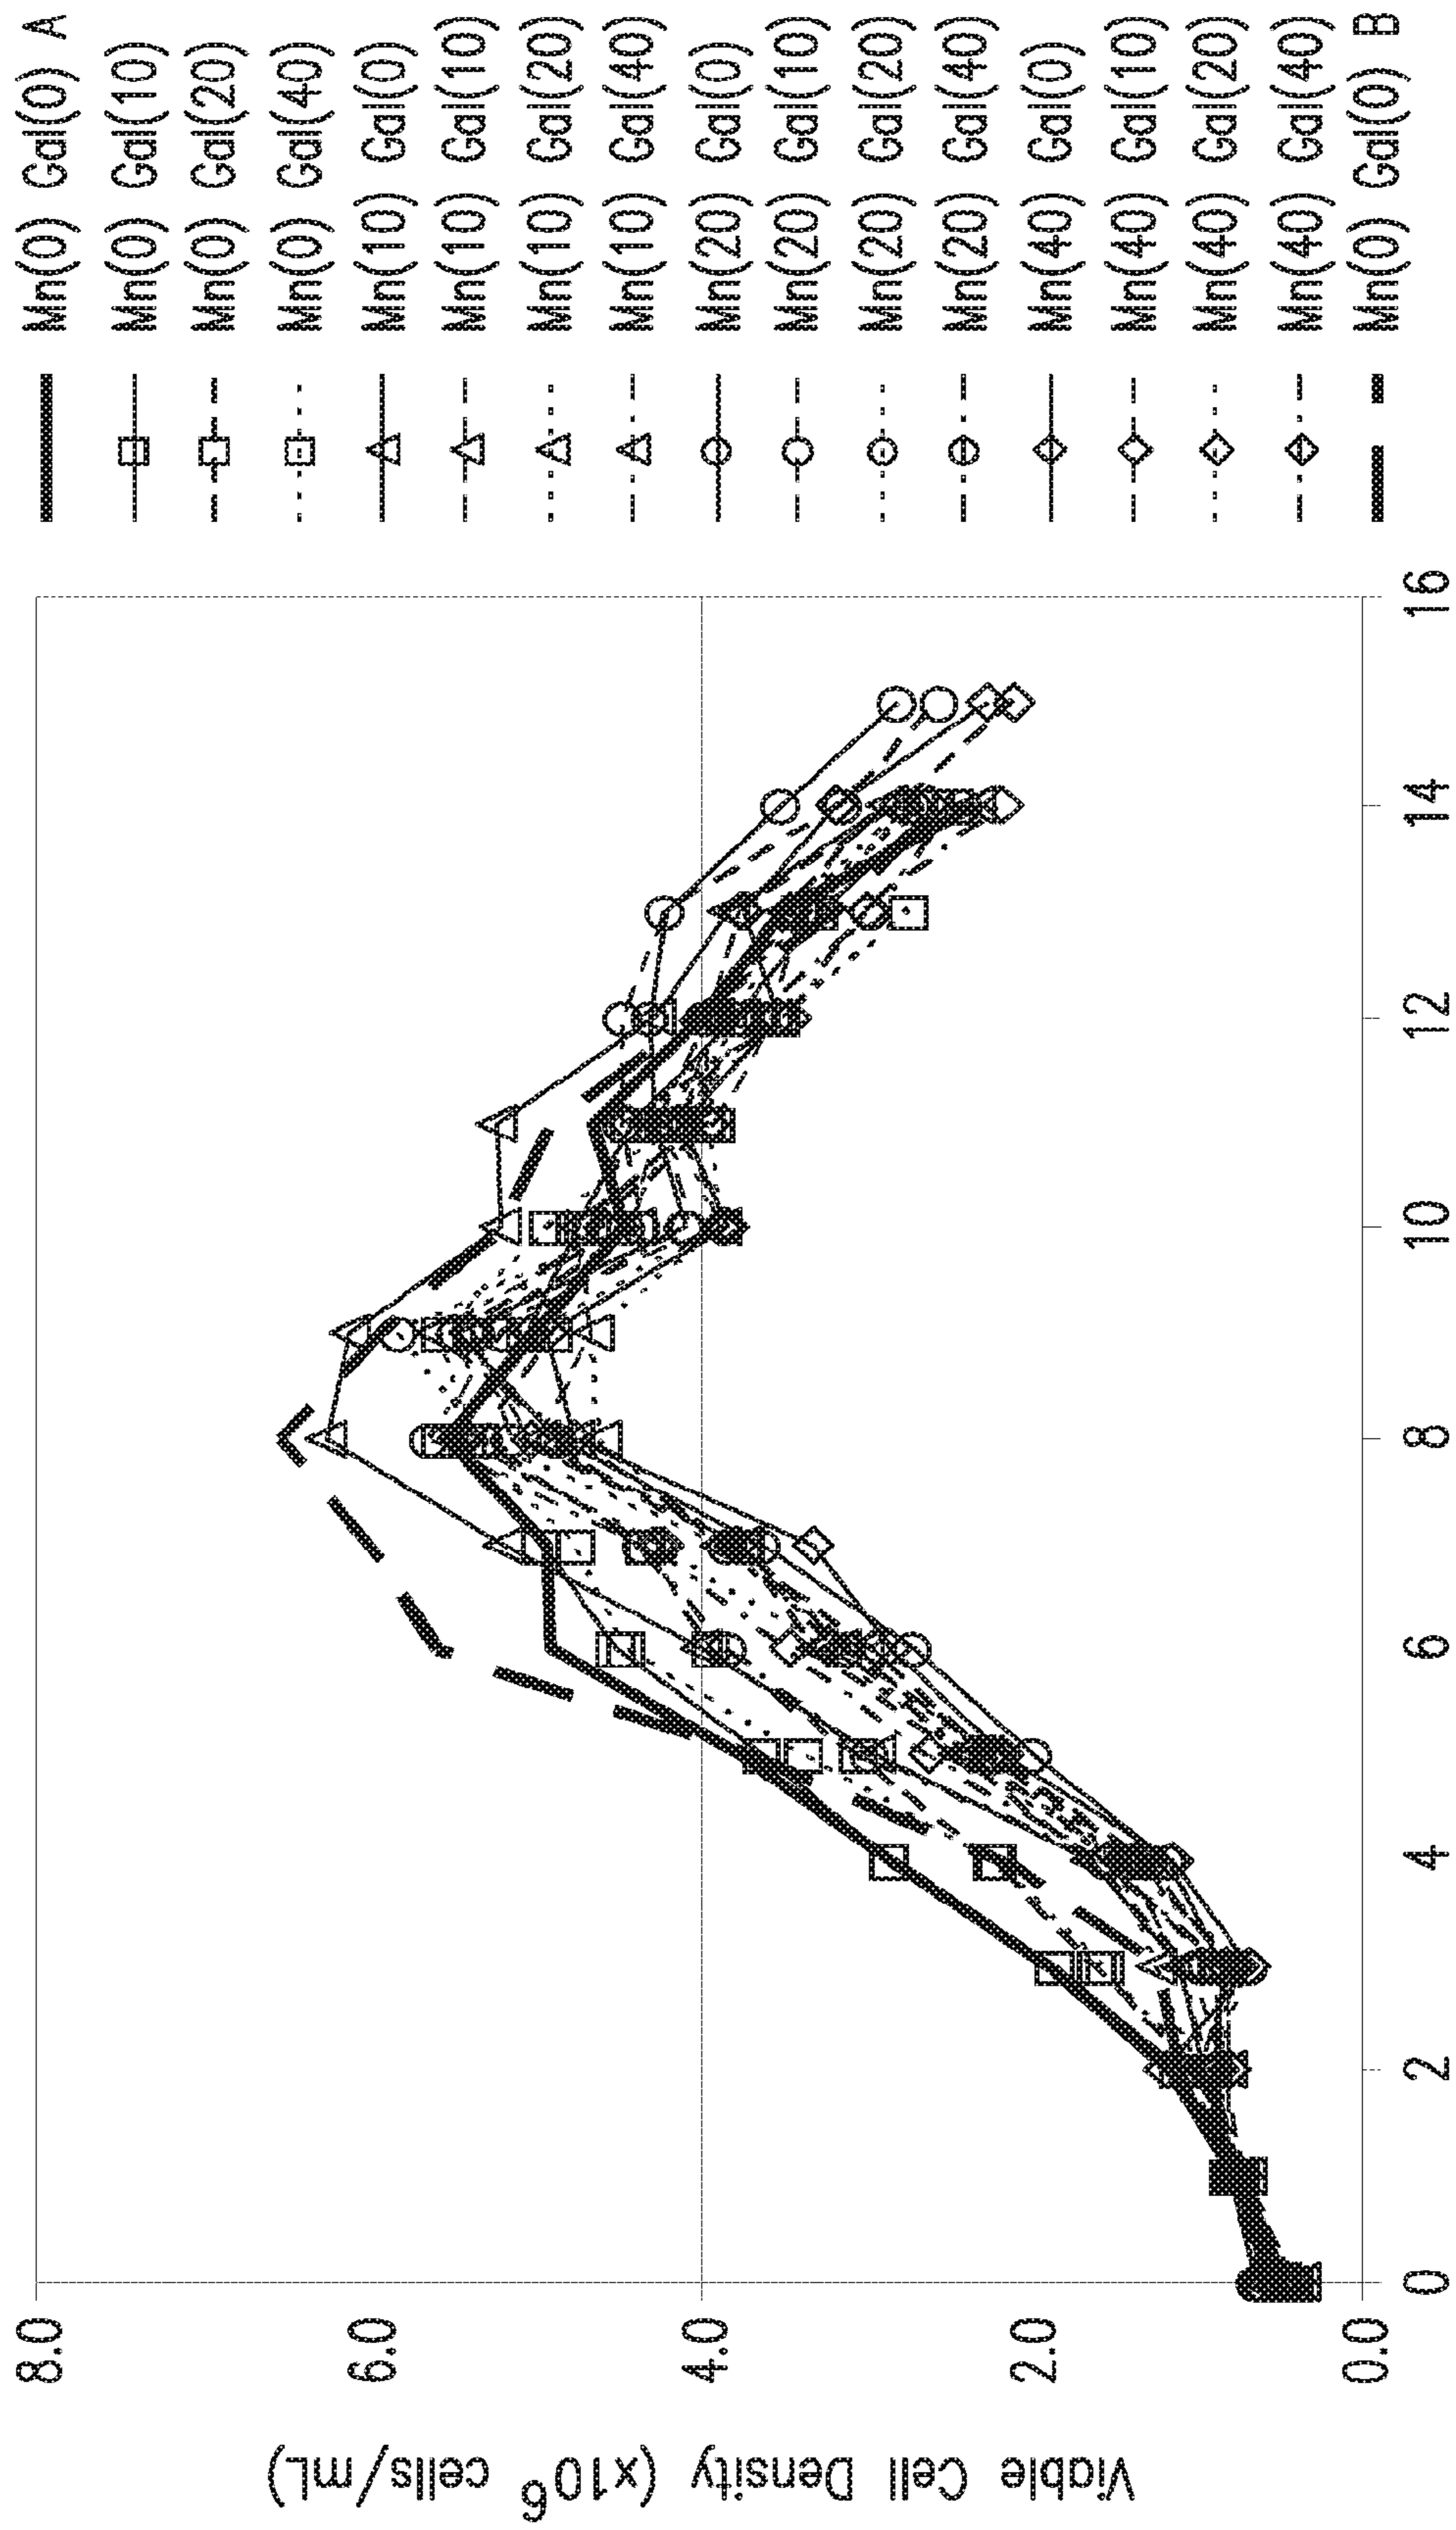 Viable Cell Density (x10⁶ cells/mL)
8.0
6.0
4.0
2.0
0.0
0 2 4 6 8 10 12 14 16
Mn(0) Gal(0) A
Mn(0) Gal(10)
Mn(0) Gal(20)
Mn(0) Gal(40)
Mn(10) Gal(0)
Mn(10) Gal(10)
Mn(10) Gal(20)
Mn(10) Gal(40)
Mn(20) Gal(0)
Mn(20) Gal(10)
Mn(20) Gal(20)
Mn(20) Gal(40)
Mn(40) Gal(0)
Mn(40) Gal(10)
Mn(40) Gal(20)
Mn(40) Gal(40)
Mn(0) Gal(0) B